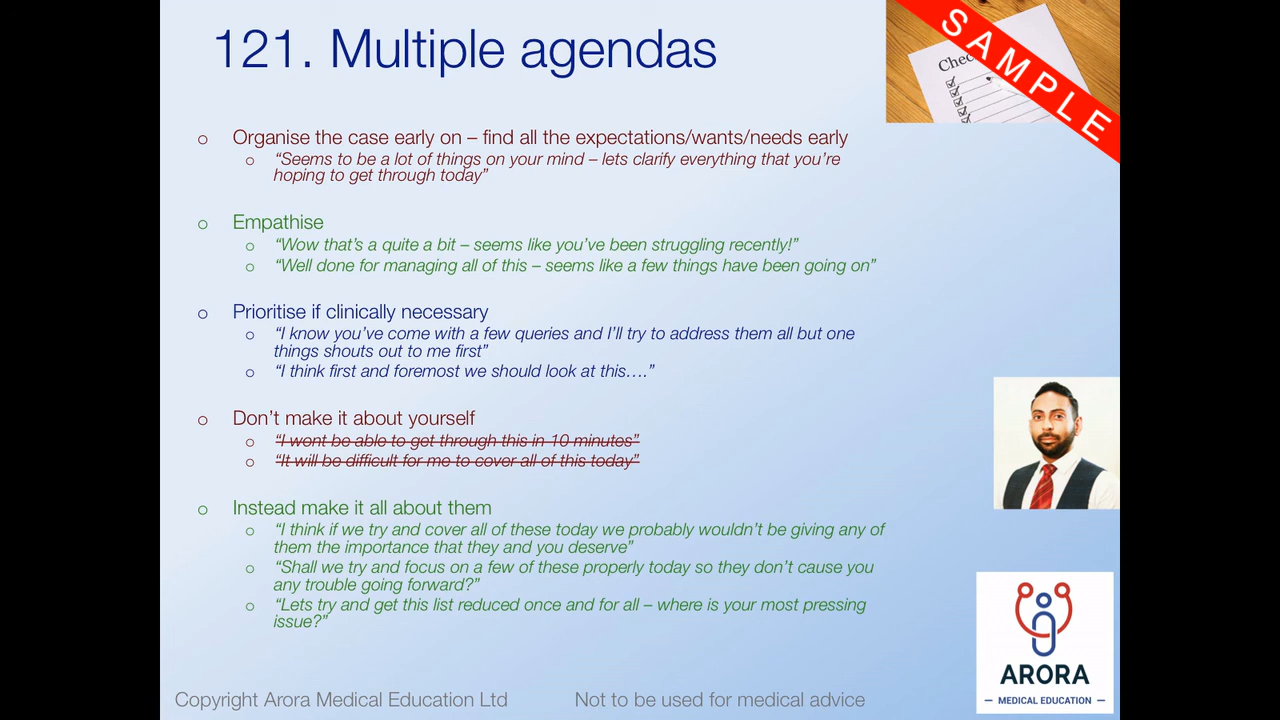 121. Multiple agendas
SAMPLE
o Organise the case early on – find all the expectations/wants/needs early
o “Seems to be a lot of things on your mind – lets clarify everything that you’re
hoping to get through today”
o Empathise
o “Wow that’s a quite a bit – seems like you’ve been struggling recently!”
o “Well done for managing all of this – seems like a few things have been going on”
o Prioritise if clinically necessary
o “I know you’ve come with a few queries and I’ll try to address them all but one
things shouts out to me first”
o “I think first and foremost we should look at this….”
o Don’t make it about yourself
o “I wont be able to get through this in 10 minutes”
o “It will be difficult for me to cover all of this today”
o Instead make it all about them
o “I think if we try and cover all of these today we probably wouldn’t be giving any of
them the importance that they and you deserve”
o “Shall we try and focus on a few of these properly today so they don’t cause you
any trouble going forward?”
o “Lets try and get this list reduced once and for all – where is your most pressing
issue?”
ARORA
MEDICAL EDUCATION
Copyright Arora Medical Education Ltd
Not to be used for medical advice